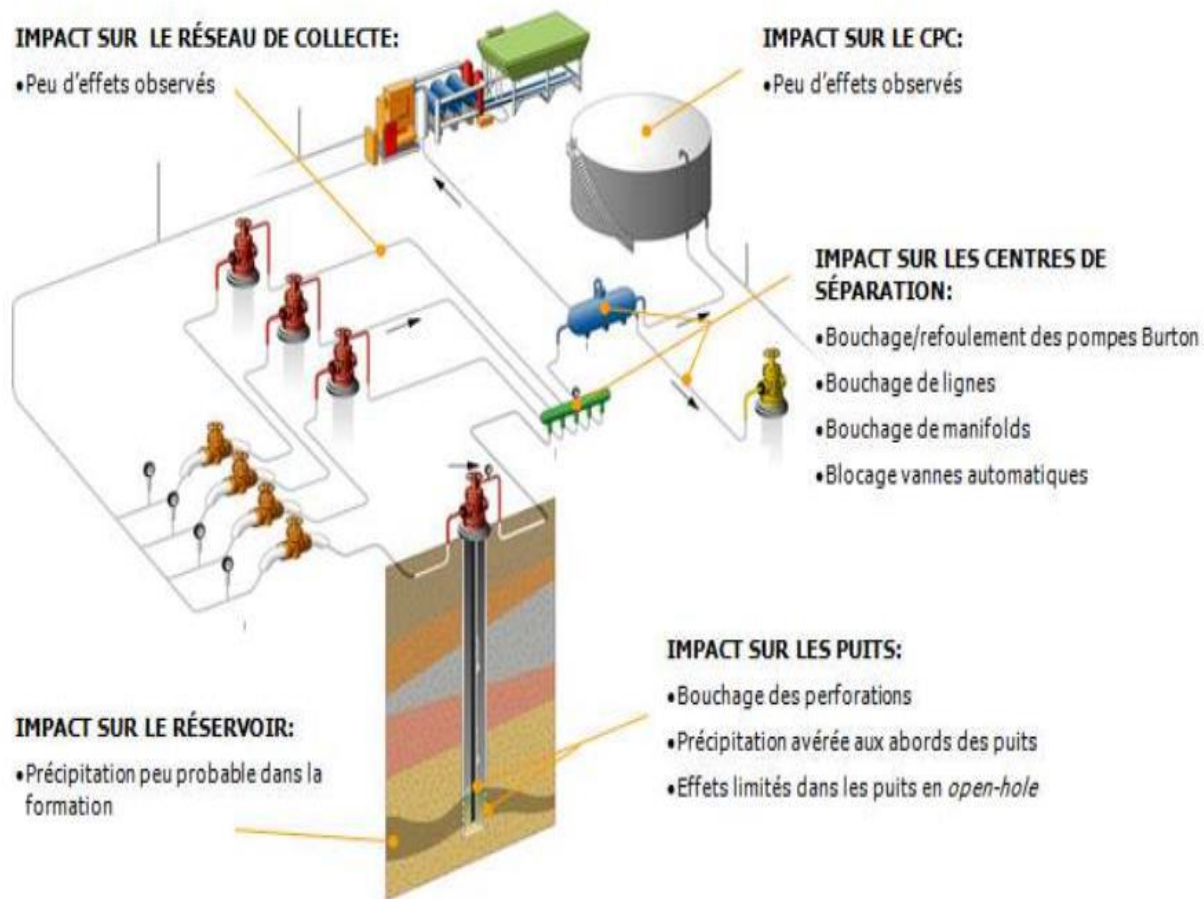 IMPACT SUR LE RÉSEAU DE COLLECTE:
•Peu d'effets observés
IMPACT SUR LE CPC:
•Peu d'effets observés
IMPACT SUR LES CENTRES DE
SÉPARATION:
•Bouchage/refoulement des pompes Burton
•Bouchage de lignes
•Bouchage de manifolds
•Blocage vannes automatiques
IMPACT SUR LES PUITS:
•Bouchage des perforations
•Précipitation avérée aux abords des puits
•Effets limités dans les puits en open-hole
IMPACT SUR LE RÉSERVOIR:
•Précipitation peu probable dans la
formation